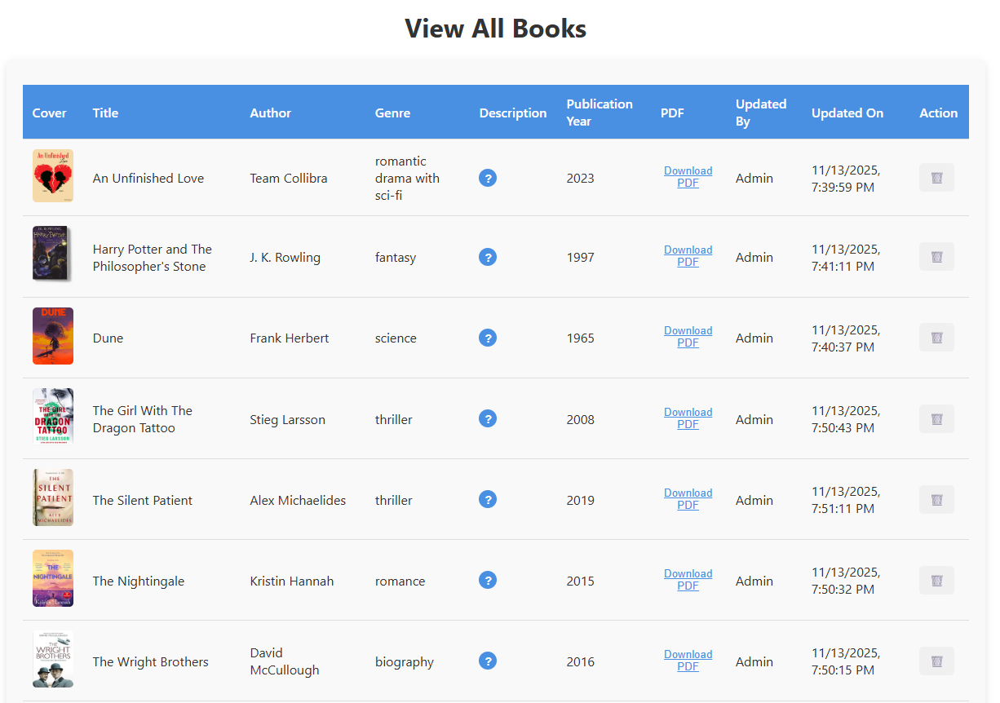 View All Books
Cover Title Author Genre Description Publication Year PDF Updated By Updated On Action
An Unfinished Love
An Unfinished Love Team Collibra romantic drama with sci-fi ? 2023 Download PDF Admin 11/13/2025, 7:39:59 PM
HARRY POTTER
Harry Potter and The Philosopher's Stone J. K. Rowling fantasy ? 1997 Download PDF Admin 11/13/2025, 7:41:11 PM
DUNE
Dune Frank Herbert science ? 1965 Download PDF Admin 11/13/2025, 7:40:37 PM
THE GIRL
WITH THE
DRAGON
TATTOO
STIEG LARSSON
The Girl With The Dragon Tattoo Stieg Larsson thriller ? 2008 Download PDF Admin 11/13/2025, 7:50:43 PM
THE
SILENT
PATIENT
ALEX
MICHAELIDES
The Silent Patient Alex Michaelides thriller ? 2019 Download PDF Admin 11/13/2025, 7:51:11 PM
THE
NIGHTINGALE
Kristin Hannah
The Nightingale Kristin Hannah romance ? 2015 Download PDF Admin 11/13/2025, 7:50:32 PM
THE
WRIGHT
BROTHERS
The Wright Brothers David McCullough biography ? 2016 Download PDF Admin 11/13/2025, 7:50:15 PM